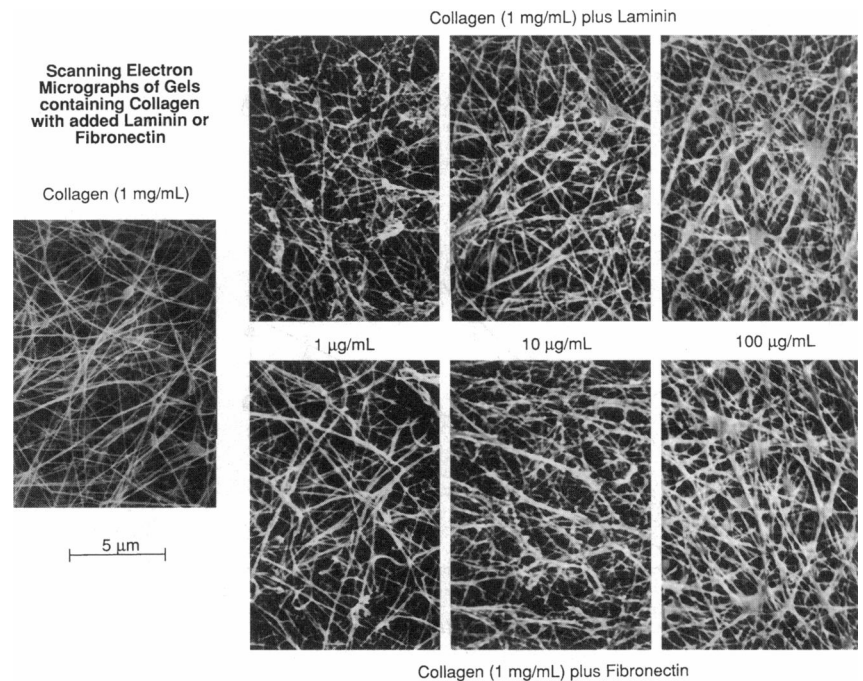 Collagen (1 mg/mL) plus Laminin
Scanning Electron
Micrographs of Gels
containing Collagen
with added Laminin or
Fibronectin
Collagen (1 mg/mL)
1 µg/mL
10 µg/mL
100 µg/mL
5 µm
Collagen (1 mg/mL) plus Fibronectin